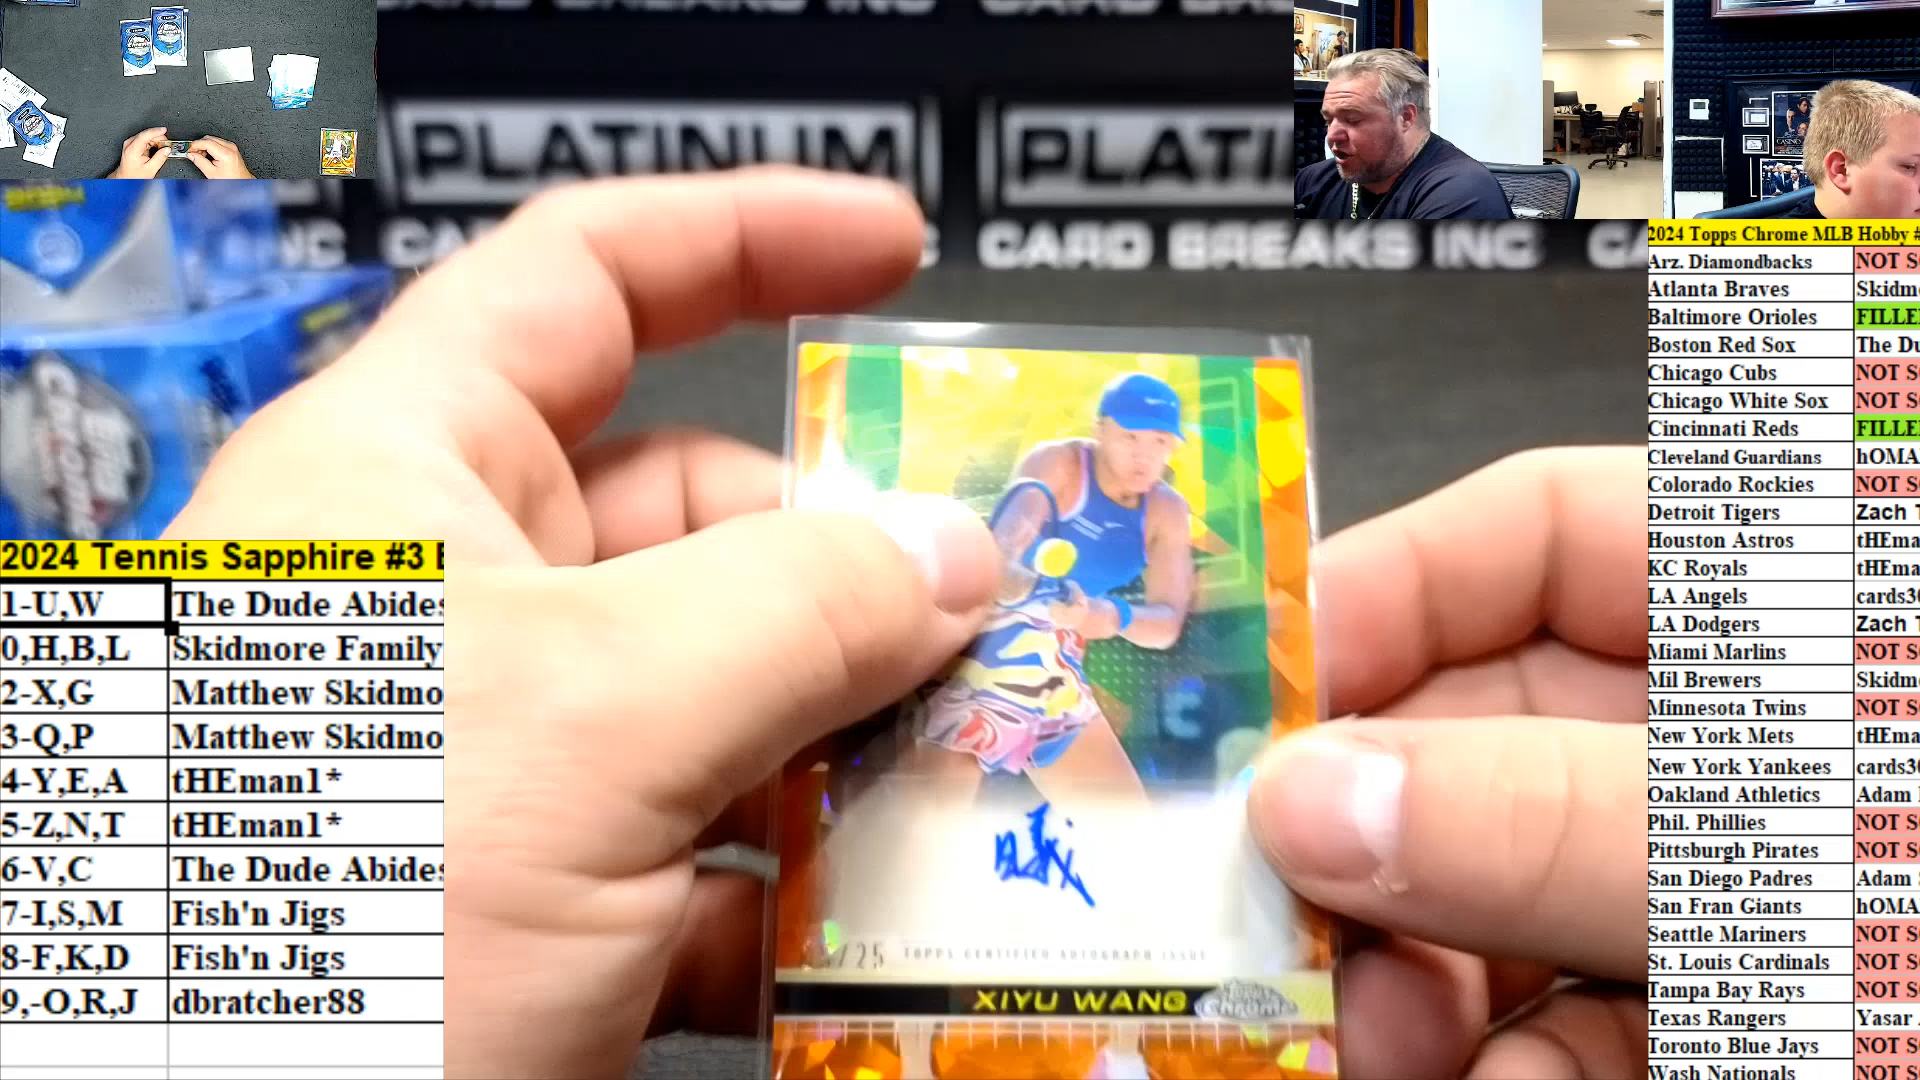 PLATINUM PLATI
CARD BREAKS INC
2024 Topps Chrome MLB Hobby #
Arz. Diamondbacks NOT S
Atlanta Braves Skidm
Baltimore Orioles FILLE
Boston Red Sox The Du
Chicago Cubs NOT S
Chicago White Sox NOT S
Cincinnati Reds FILLE
Cleveland Guardians hOMA
Colorado Rockies NOT S
Detroit Tigers Zach T
Houston Astros tHEma
KC Royals tHEma
LA Angels cards30
LA Dodgers Zach T
Miami Marlins NOT S
Mil Brewers Skidm
Minnesota Twins NOT S
New York Mets tHEma
New York Yankees cards30
Oakland Athletics Adam
Phil. Phillies NOT S
Pittsburgh Pirates NOT S
San Diego Padres Adam
San Fran Giants hOMA
Seattle Mariners NOT S
St. Louis Cardinals NOT S
Tampa Bay Rays NOT S
Texas Rangers Yasar
Toronto Blue Jays NOT S
Wash Nationals NOT S
2024 Tennis Sapphire #3
1-U,W The Dude Abides
0,H,B,L Skidmore Family
2-X,G Matthew Skidmo
3-Q,P Matthew Skidmo
4-Y,E,A tHEman1*
5-Z,N,T tHEman1*
6-V,C The Dude Abides
7-I,S,M Fish'n Jigs
8-F,K,D Fish'n Jigs
9,-O,R,J dbratcher88
/25 TOPPS CERTIFIED AUTOGRAPH ISSUE
XIYU WANG Topps Chrome